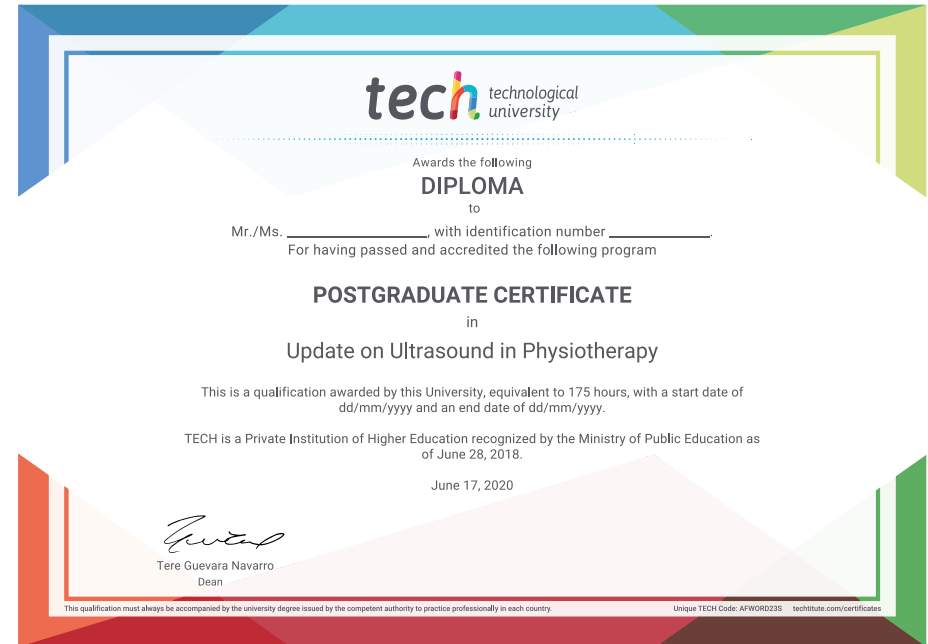 tech technological
university
Awards the following
DIPLOMA
to
Mr./Ms. ____________________, with identification number ______________.
For having passed and accredited the following program
POSTGRADUATE CERTIFICATE
in
Update on Ultrasound in Physiotherapy
This is a qualification awarded by this University, equivalent to 175 hours, with a start date of
dd/mm/yyyy and an end date of dd/mm/yyyy.
TECH is a Private Institution of Higher Education recognized by the Ministry of Public Education as
of June 28, 2018.
June 17, 2020
Tere Guevara Navarro
Dean
This qualification must always be accompanied by the university degree issued by the competent authority to practice professionally in each country.
Unique TECH Code: AFWORD23S techtitute.com/certificates